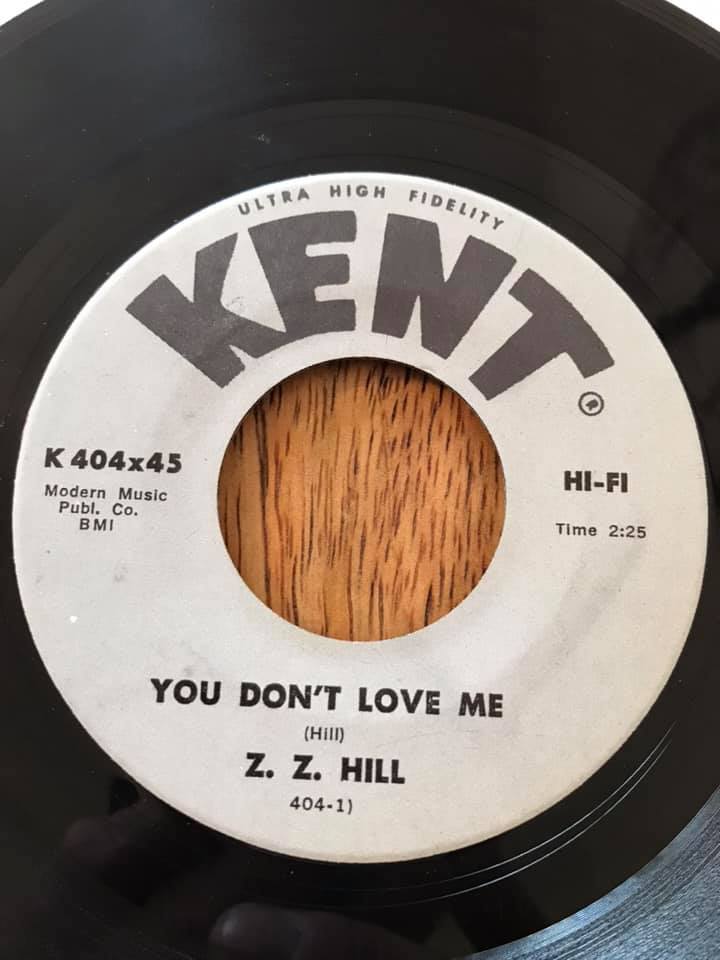 ULTRA HIGH FIDELITY
KENT
K 404x45
Modern Music
Publ. Co.
BMI
HI-FI
Time 2:25
YOU DON'T LOVE ME
(Hill)
Z. Z. HILL
404-1)